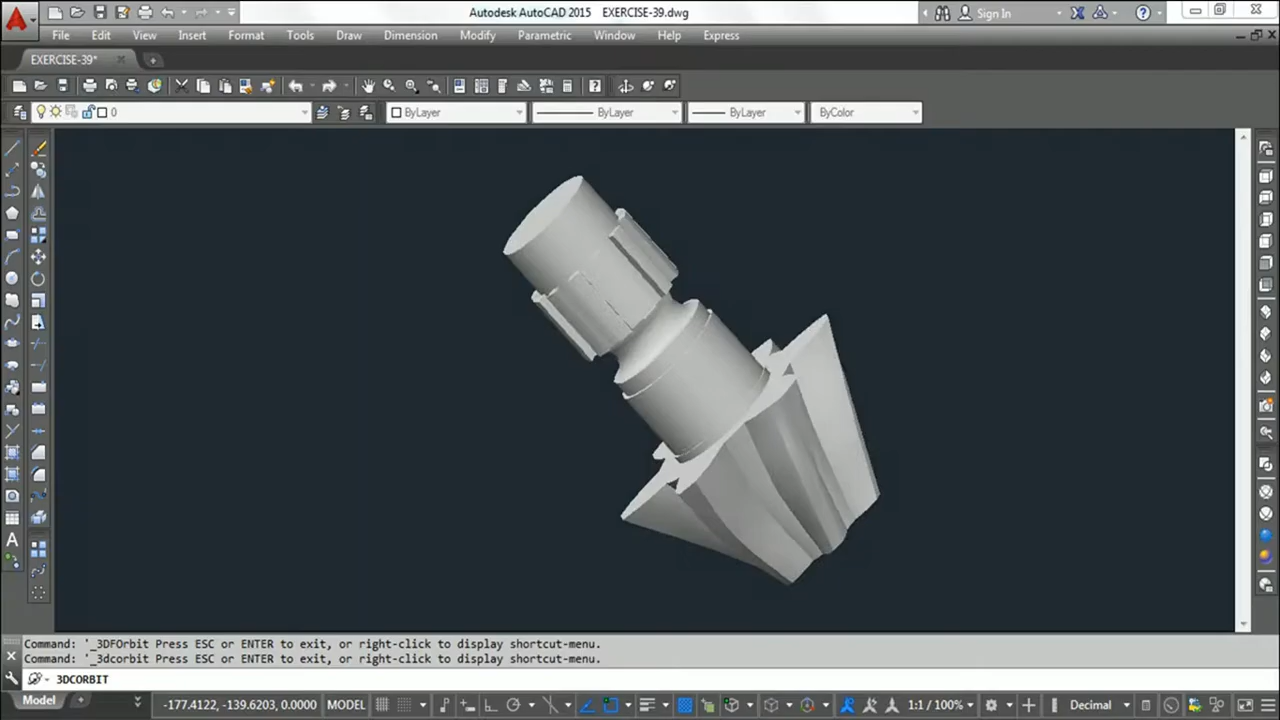 Autodesk AutoCAD 2015 EXERCISE-39.dwg
Sign In
File Edit View Insert Format Tools Draw Dimension Modify Parametric Window Help Express
EXERCISE-39*
0 ByLayer ByLayer ByLayer ByColor
Command: '_3DFOrbit Press ESC or ENTER to exit, or right-click to display shortcut-menu.
Command: '_3dcorbit Press ESC or ENTER to exit, or right-click to display shortcut-menu.
3DCORBIT
Model -177.4122, -139.6203, 0.0000 MODEL 1:1 / 100% Decimal